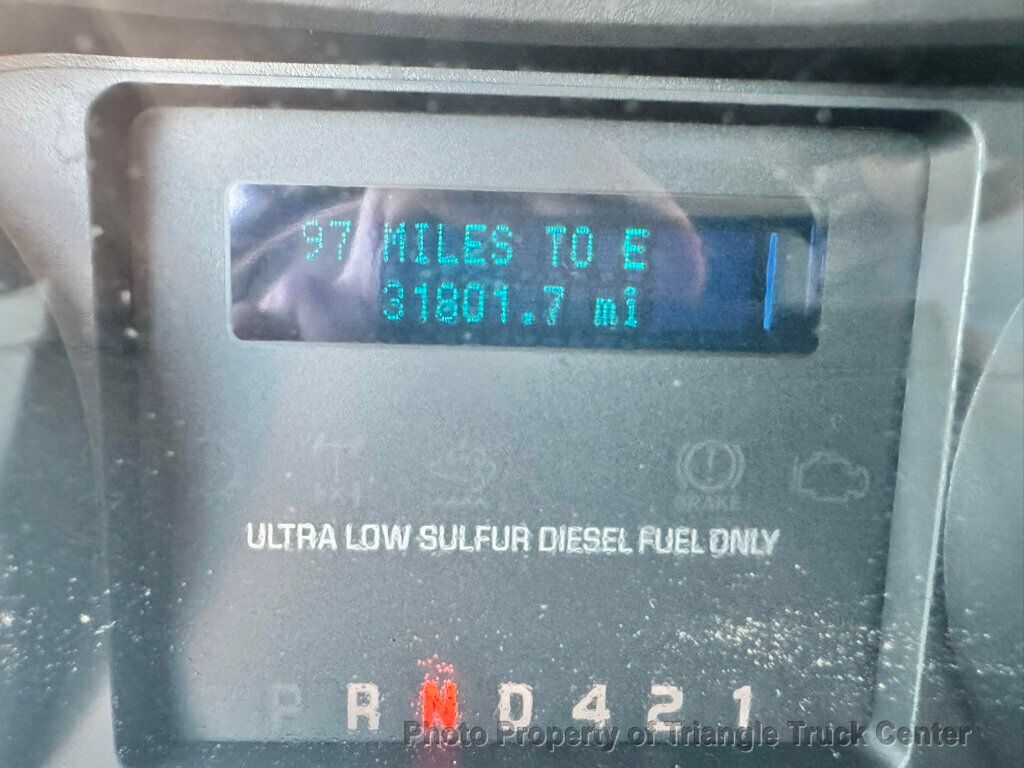 97 MILES TO E
31801.7 mi
BRAKE
ULTRA LOW SULFUR DIESEL FUEL ONLY
P R N D 4 2 1
Photo Property of Triangle Truck Center